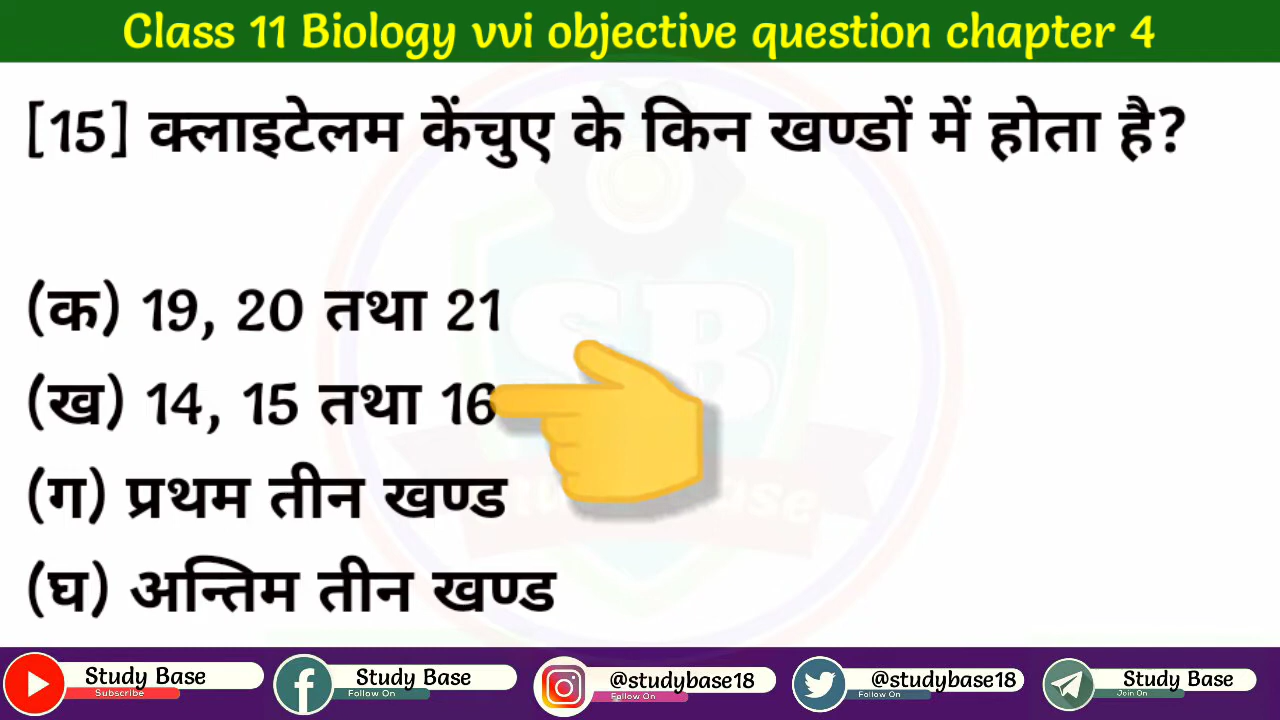 Class 11 Biology vvi objective question chapter 4
[15] क्लाइटेलम केंचुए के किन खण्डों में होता है?
(क) 19, 20 तथा 21
(ख) 14, 15 तथा 16
(ग) प्रथम तीन खण्ड
(घ) अन्तिम तीन खण्ड
SB
Study Base
Subscribe
Study Base
Follow On
@studybase18
Follow On
@studybase18
Follow On
Study Base
Join On